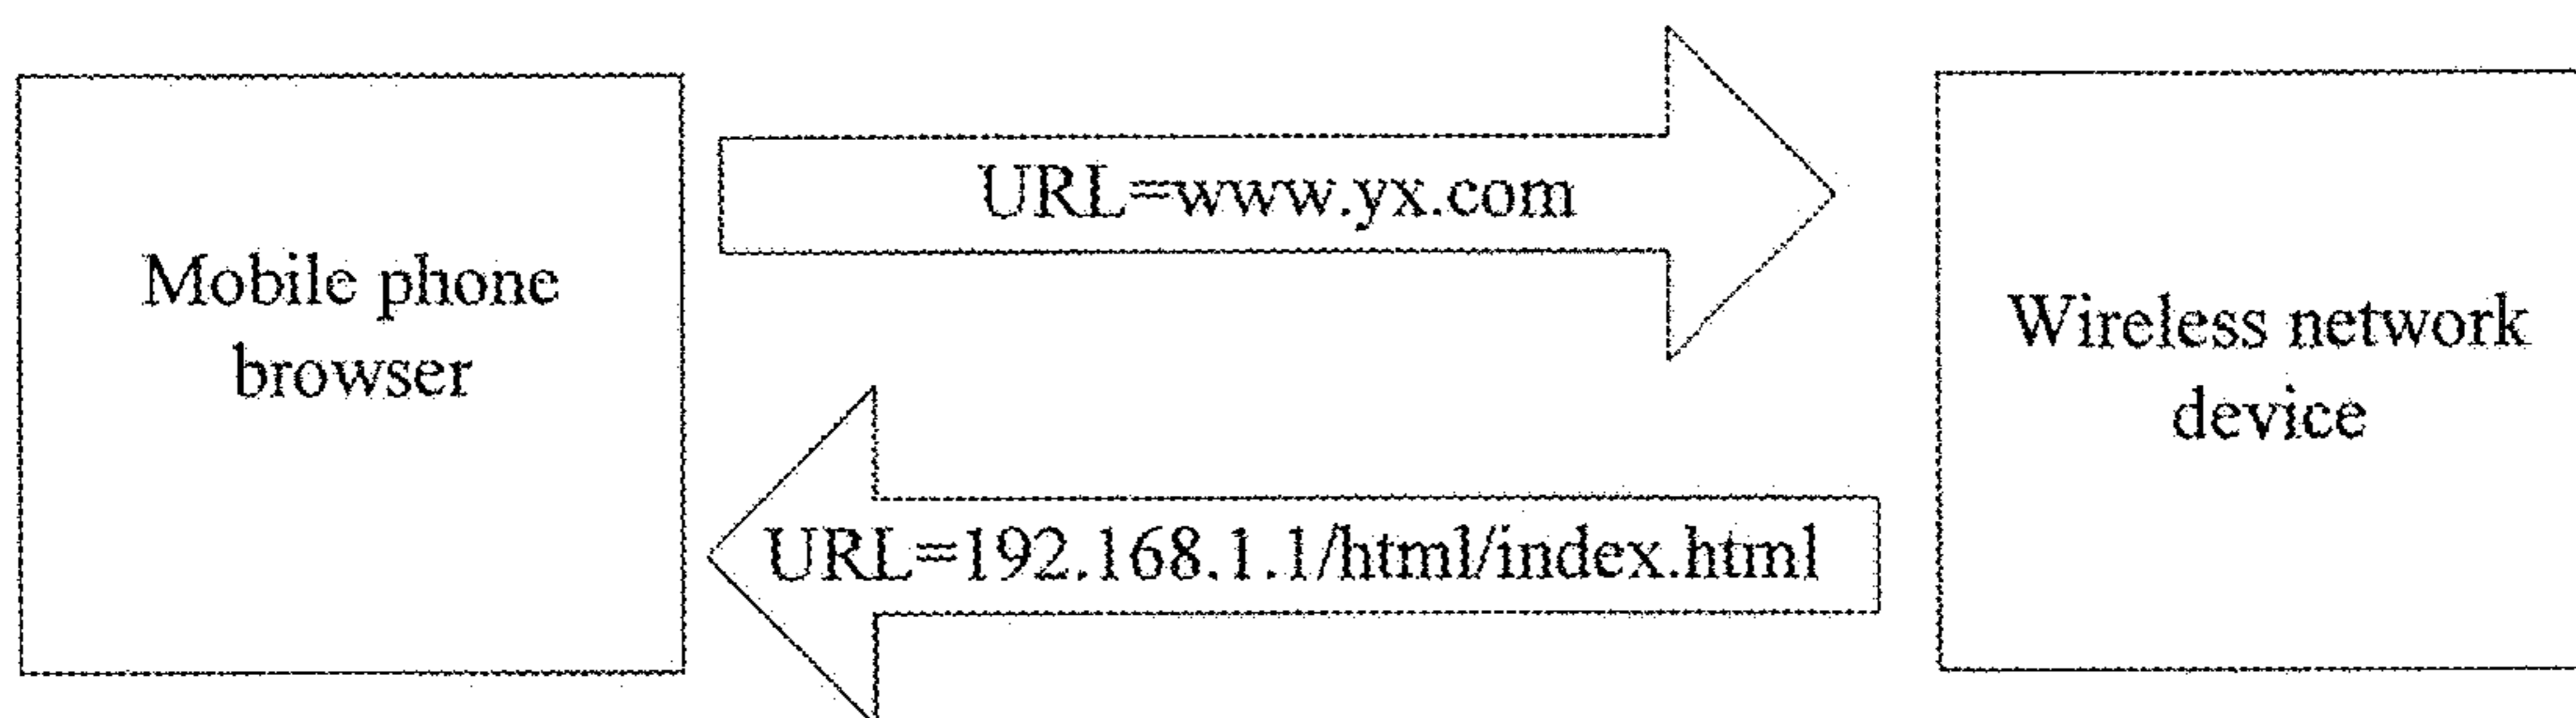 Mobile phone
browser
URL=www.yx.com
URL=192.168.1.1/html/index.html
Wireless network
device